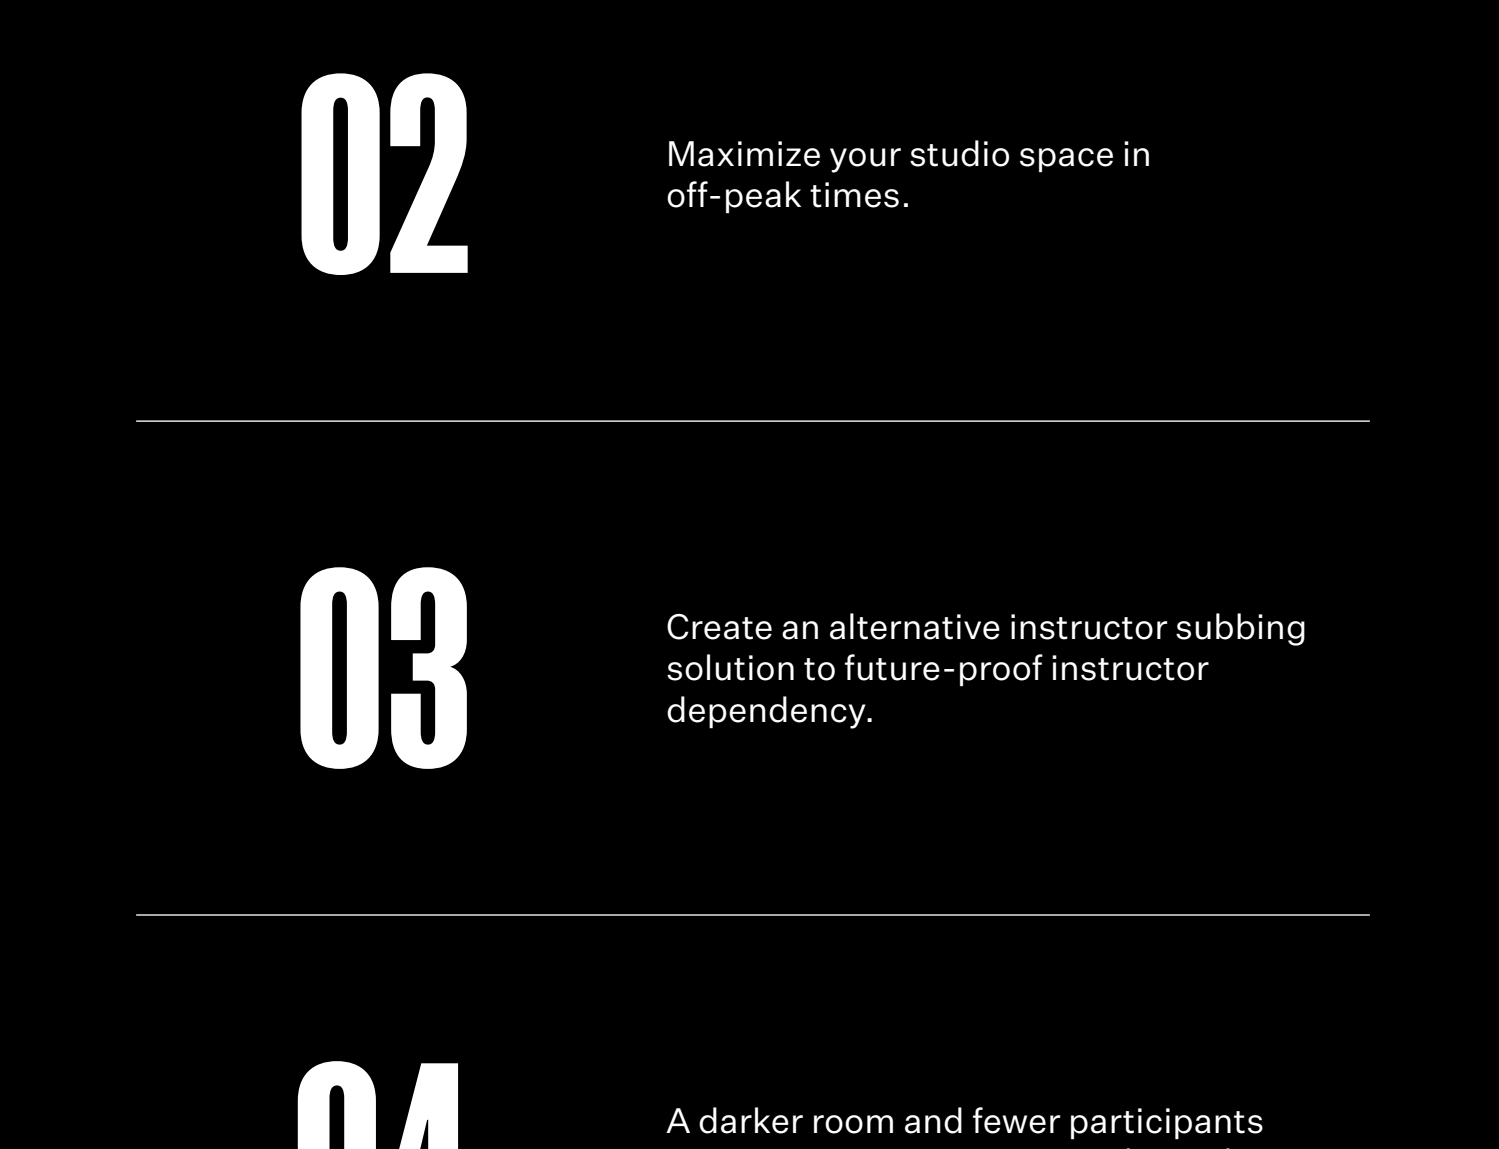 02
Maximize your studio space in
off-peak times.
03
Create an alternative instructor subbing
solution to future-proof instructor
dependency.
04
A darker room and fewer participants